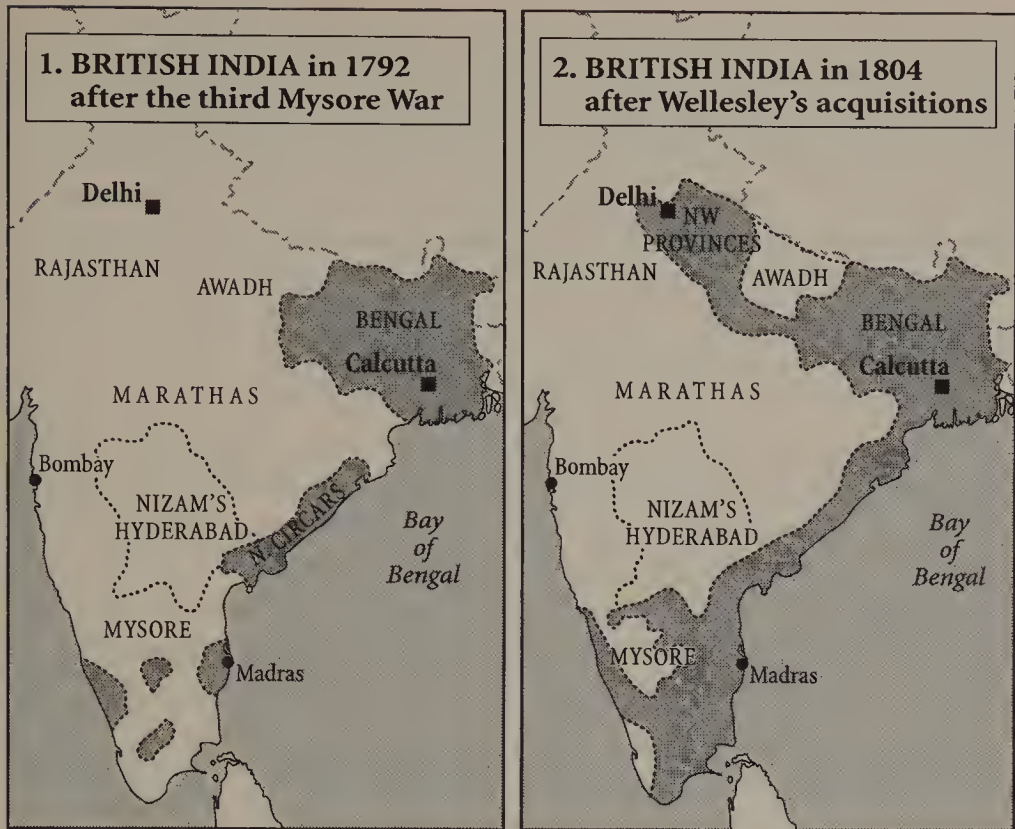 1. BRITISH INDIA in 1792
after the third Mysore War
Delhi
RAJASTHAN
AWADH
BENGAL
Calcutta
MARATHAS
Bombay
NIZAM'S
HYDERABAD
N. CIRCARS
Bay
of
Bengal
MYSORE
Madras
2. BRITISH INDIA in 1804
after Wellesley's acquisitions
Delhi
NW
PROVINCES
RAJASTHAN
AWADH
BENGAL
Calcutta
MARATHAS
Bombay
NIZAM'S
HYDERABAD
Bay
of
Bengal
MYSORE
Madras